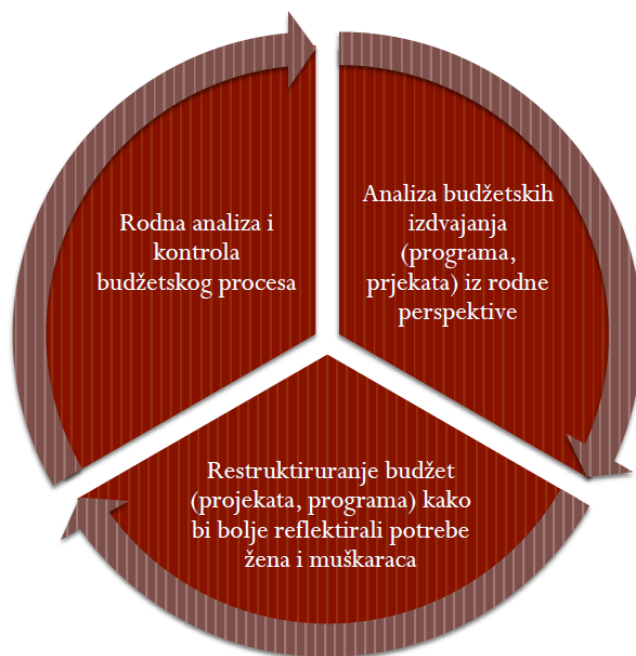 Rodna analiza i
kontrola
budžetskog procesa
Analiza budžetskih
izdvajanja
(programa,
prjekata) iz rodne
perspektive
Restruktiruranje budžet
(projekata, programa) kako
bi bolje reflektirali potrebe
žena i muškaraca